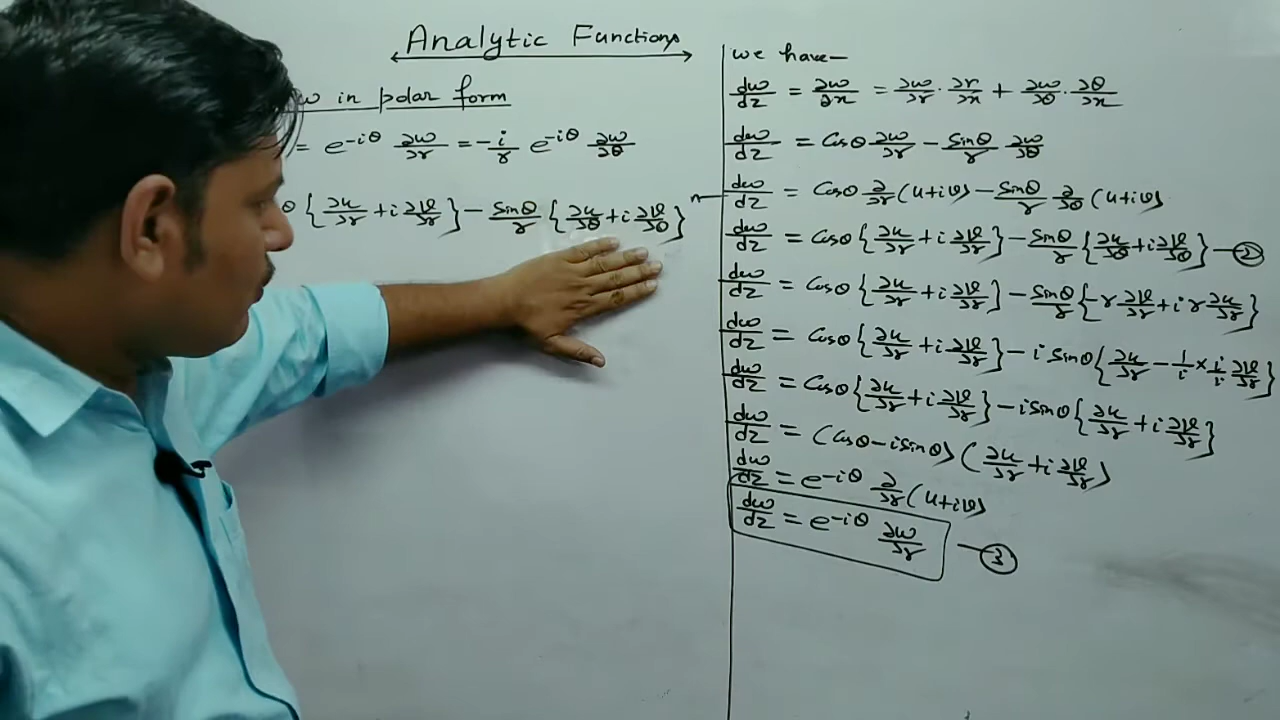 Analytic Functions
w in polar form
= e^{-iθ} ∂w/∂r = -i/r e^{-iθ} ∂w/∂θ
θ {∂u/∂r + i ∂v/∂r} - Sinθ/r {∂u/∂θ + i ∂v/∂θ}
we have—
dw/dz = ∂w/∂x = ∂w/∂r · ∂r/∂x + ∂w/∂θ · ∂θ/∂x
dw/dz = Cosθ ∂w/∂r - Sinθ/r ∂w/∂θ
dw/dz = Cosθ ∂/∂r (u+iv) - Sinθ/r ∂/∂θ (u+iv)
dw/dz = Cosθ {∂u/∂r + i ∂v/∂r} - Sinθ/r {∂u/∂θ + i ∂v/∂θ} — ②
dw/dz = Cosθ {∂u/∂r + i ∂v/∂r} - Sinθ/r {-r ∂v/∂r + i r ∂u/∂r}
dw/dz = Cosθ {∂u/∂r + i ∂v/∂r} - i Sinθ {∂u/∂r - 1/i × i/i ∂v/∂r}
dw/dz = Cosθ {∂u/∂r + i ∂v/∂r} - i Sinθ {∂u/∂r + i ∂v/∂r}
dw/dz = (Cosθ - i Sinθ) (∂u/∂r + i ∂v/∂r)
dw/dz = e^{-iθ} ∂/∂r (u+iv)
dw/dz = e^{-iθ} ∂w/∂r — ③